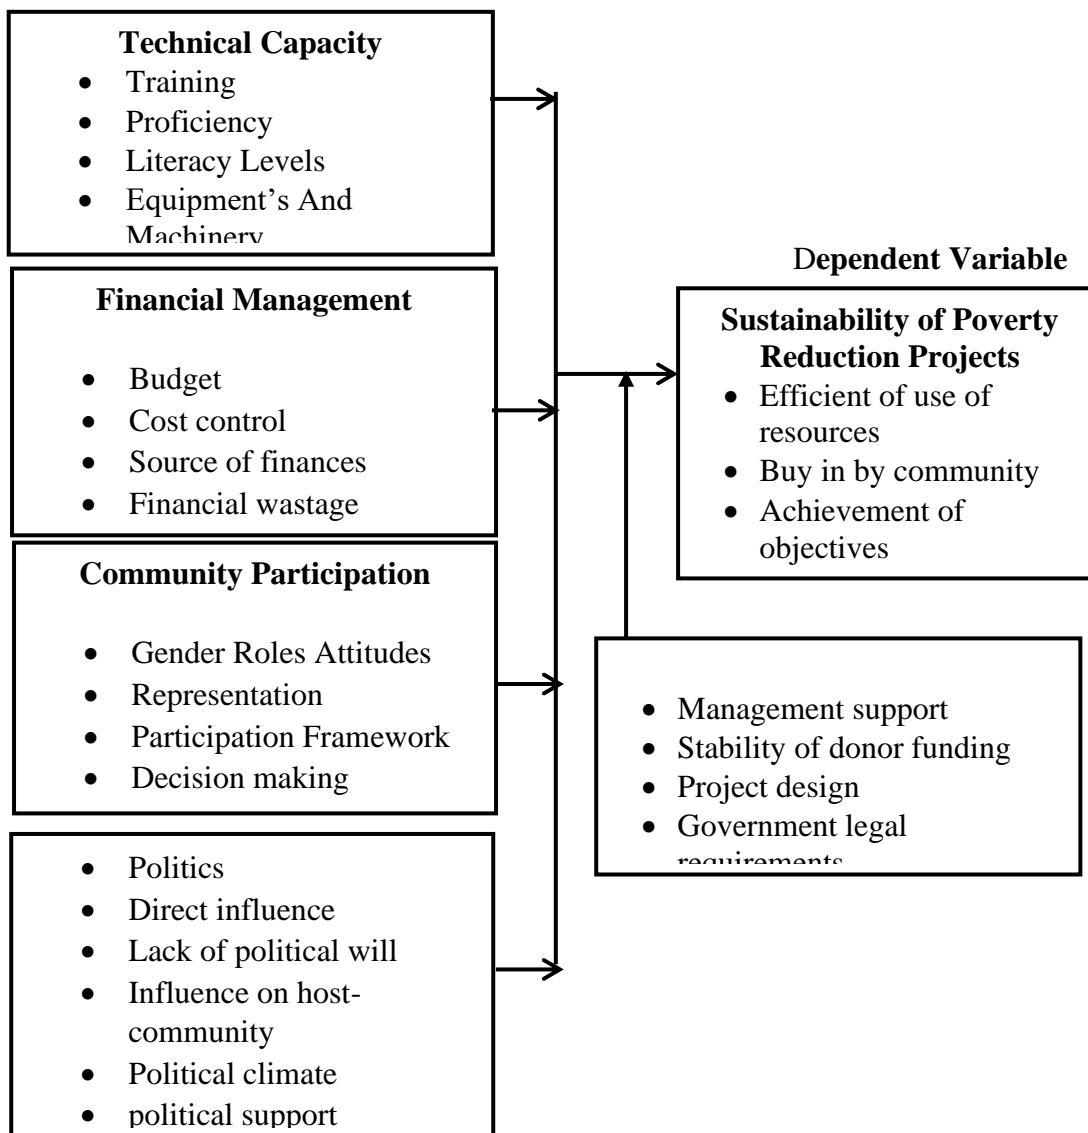 Technical Capacity
• Training
• Proficiency
• Literacy Levels
• Equipment's And
Machinery
Financial Management
• Budget
• Cost control
• Source of finances
• Financial wastage
Community Participation
• Gender Roles Attitudes
• Representation
• Participation Framework
• Decision making
• Politics
• Direct influence
• Lack of political will
• Influence on host-
community
• Political climate
• political support
Dependent Variable
Sustainability of Poverty
Reduction Projects
• Efficient of use of
resources
• Buy in by community
• Achievement of
objectives
• Management support
• Stability of donor funding
• Project design
• Government legal
requirements